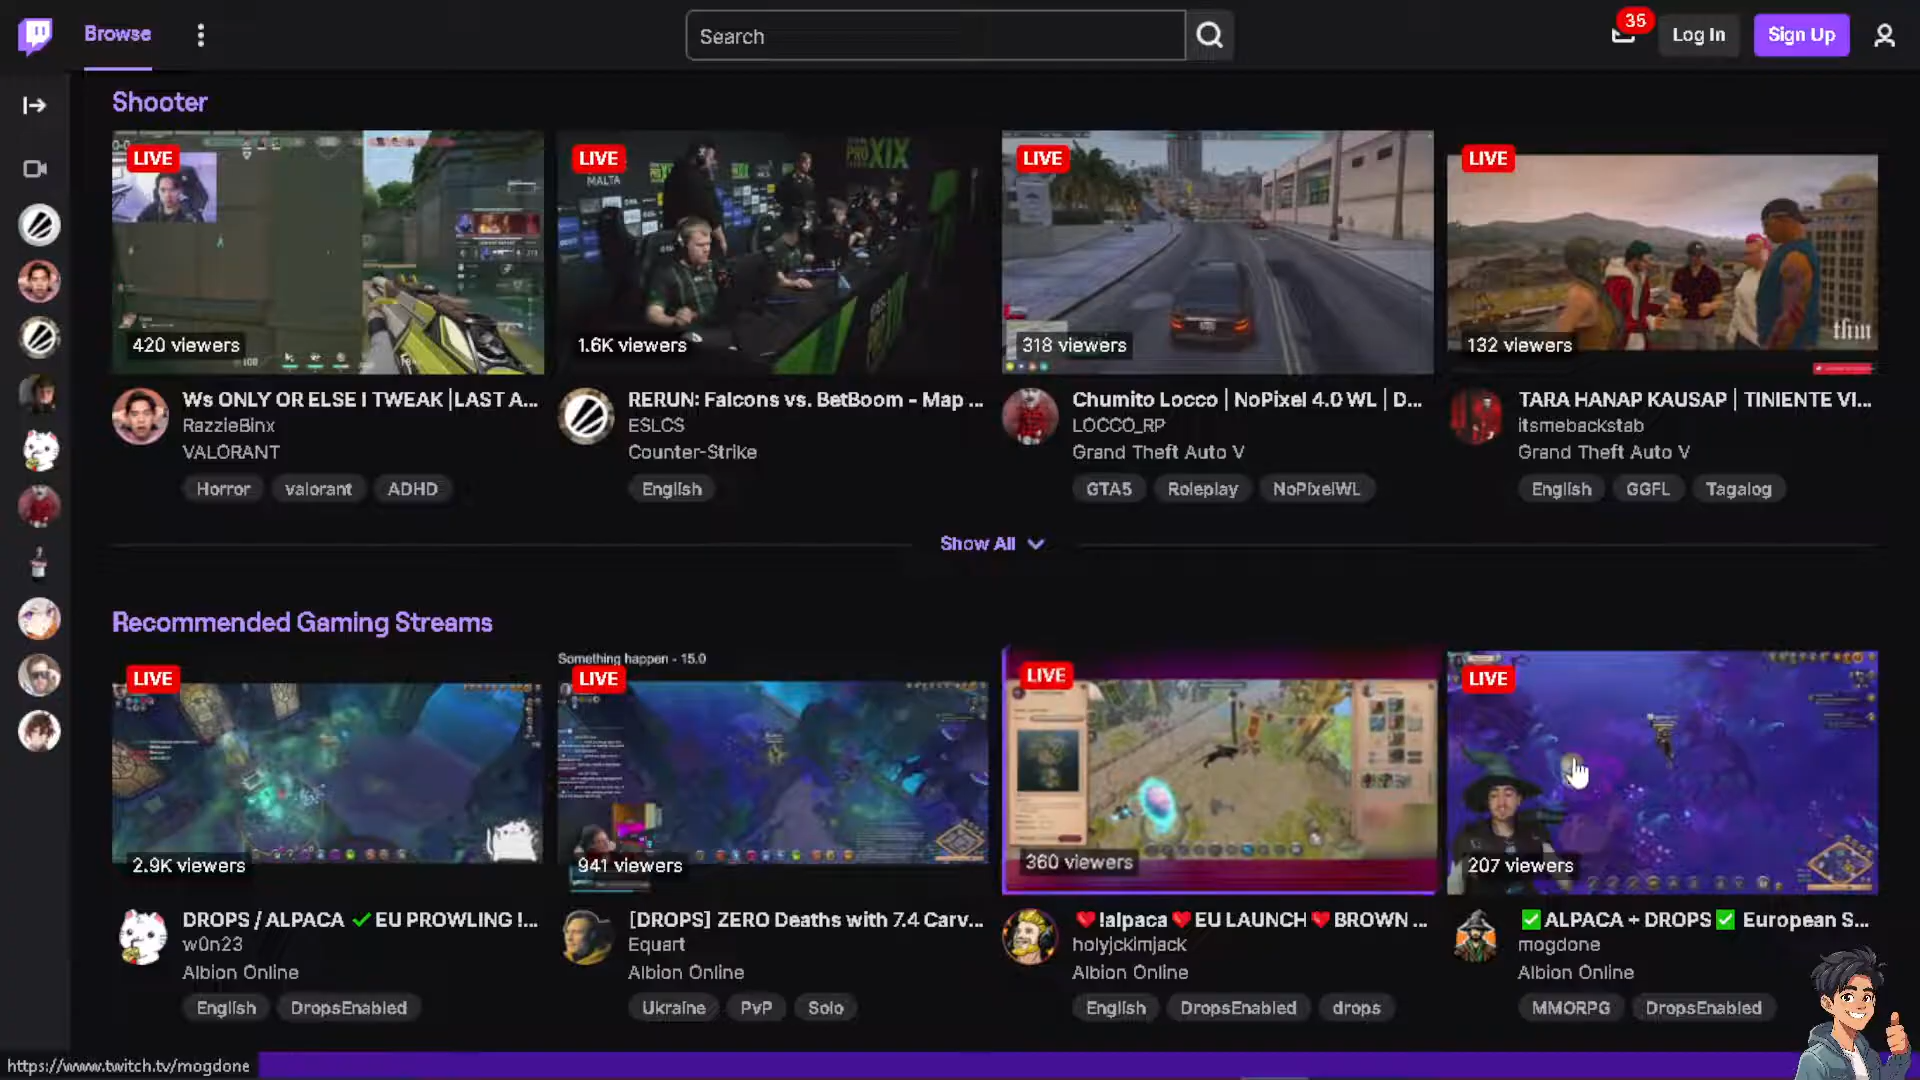 Browse
Search
35
Log In
Sign Up
Shooter
LIVE
420 viewers
LIVE
MALTA
PRO XIX
1.6K viewers
LIVE
318 viewers
LIVE
132 viewers
Ws ONLY OR ELSE I TWEAK |LAST A...
RazzieBinx
VALORANT
Horror
valorant
ADHD
RERUN: Falcons vs. BetBoom - Map ...
ESLCS
Counter-Strike
English
Chumito Locco | NoPixel 4.0 WL | D...
LOCCO_RP
Grand Theft Auto V
GTA5
Roleplay
NoPixelWL
TARA HANAP KAUSAP | TINIENTE VI...
itsmebackstab
Grand Theft Auto V
English
GGFL
Tagalog
Show All
Recommended Gaming Streams
LIVE
2.9K viewers
Something happen - 15.0
LIVE
941 viewers
LIVE
360 viewers
LIVE
207 viewers
DROPS / ALPACA ✓ EU PROWLING !...
w0n23
Albion Online
English
DropsEnabled
[DROPS] ZERO Deaths with 7.4 Carv...
Equart
Albion Online
Ukraine
PvP
Solo
❤!alpaca❤EU LAUNCH❤BROWN ...
holyjckimjack
Albion Online
English
DropsEnabled
drops
✅ALPACA + DROPS✅ European S...
mogdone
Albion Online
MMORPG
DropsEnabled
https://www.twitch.tv/mogdone